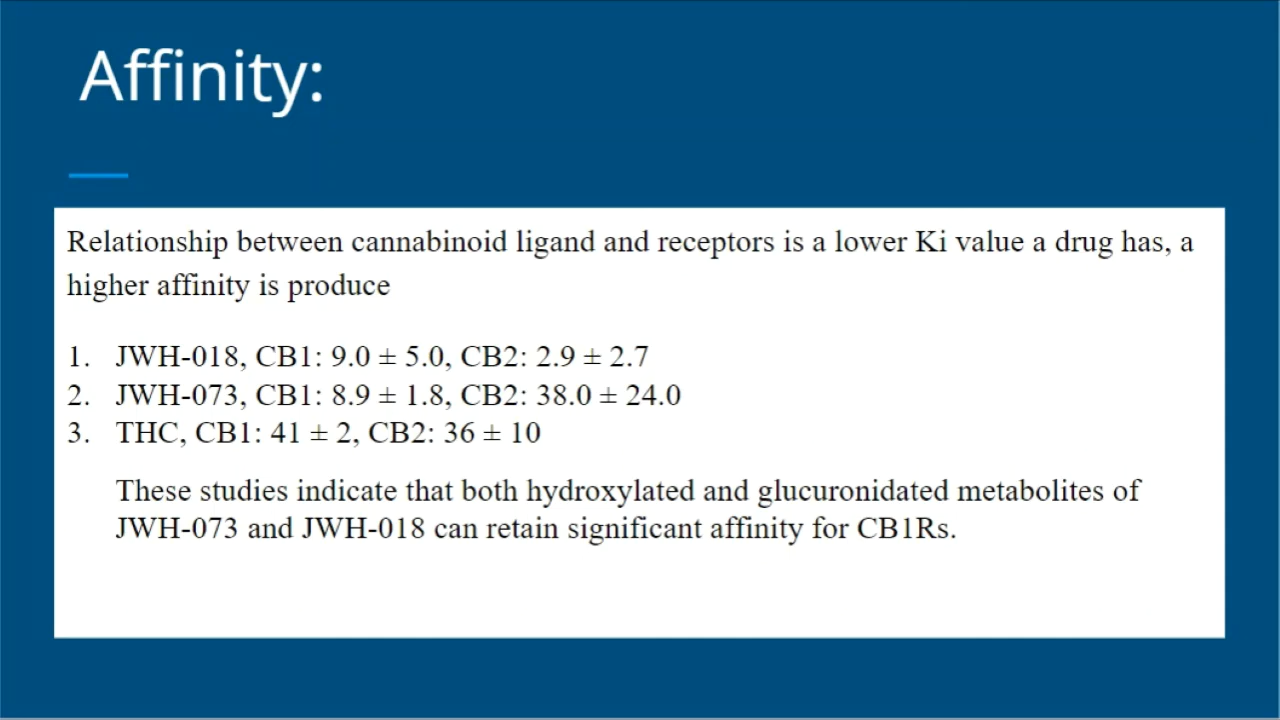 Affinity:
Relationship between cannabinoid ligand and receptors is a lower Ki value a drug has, a
higher affinity is produce
1. JWH-018, CB1: 9.0 ± 5.0, CB2: 2.9 ± 2.7
2. JWH-073, CB1: 8.9 ± 1.8, CB2: 38.0 ± 24.0
3. THC, CB1: 41 ± 2, CB2: 36 ± 10
These studies indicate that both hydroxylated and glucuronidated metabolites of
JWH-073 and JWH-018 can retain significant affinity for CB1Rs.